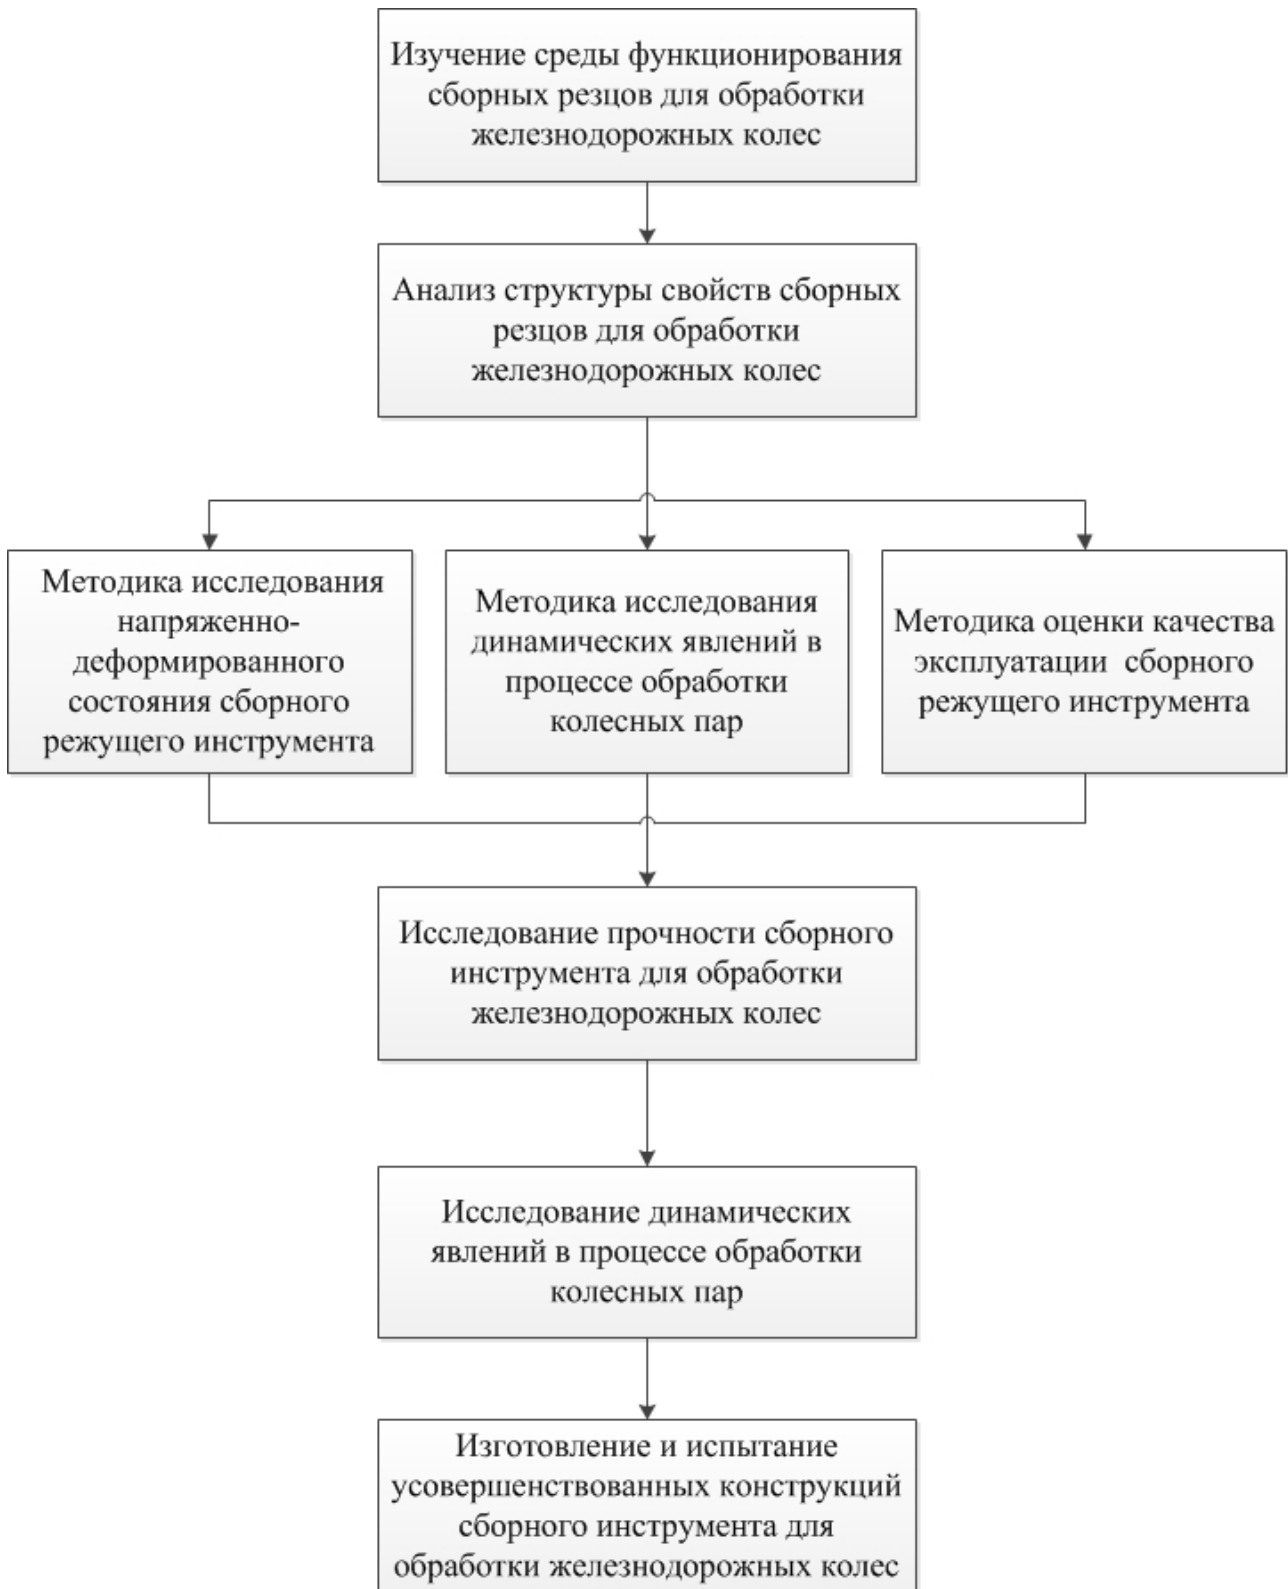 Изучение среды функционирования
сборных резцов для обработки
железнодорожных колес
Анализ структуры свойств сборных
резцов для обработки
железнодорожных колес
Методика исследования
напряженно-
деформированного
состояния сборного
режущего инструмента
Методика исследования
динамических явлений в
процессе обработки
колесных пар
Методика оценки качества
эксплуатации сборного
режущего инструмента
Исследование прочности сборного
инструмента для обработки
железнодорожных колес
Исследование динамических
явлений в процессе обработки
колесных пар
Изготовление и испытание
усовершенствованных конструкций
сборного инструмента для
обработки железнодорожных колес